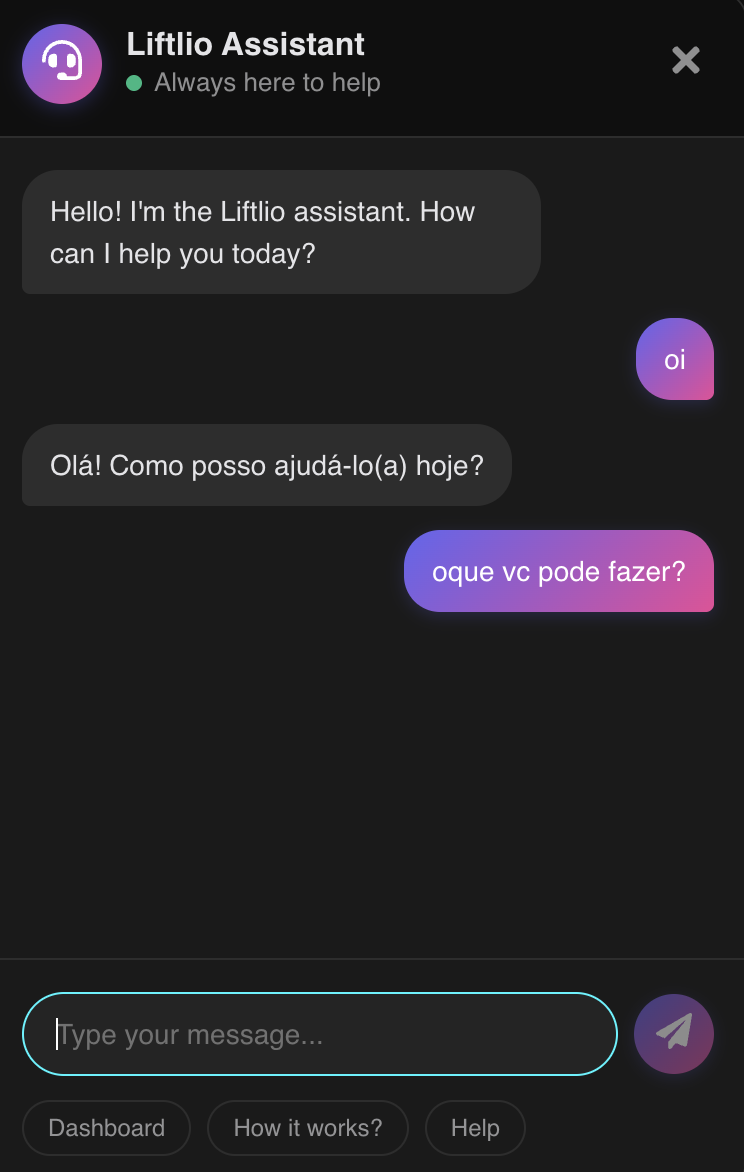 Liftlio Assistant
Always here to help
Hello! I'm the Liftlio assistant. How
can I help you today?
oi
Olá! Como posso ajudá-lo(a) hoje?
oque vc pode fazer?
Type your message...
Dashboard
How it works?
Help